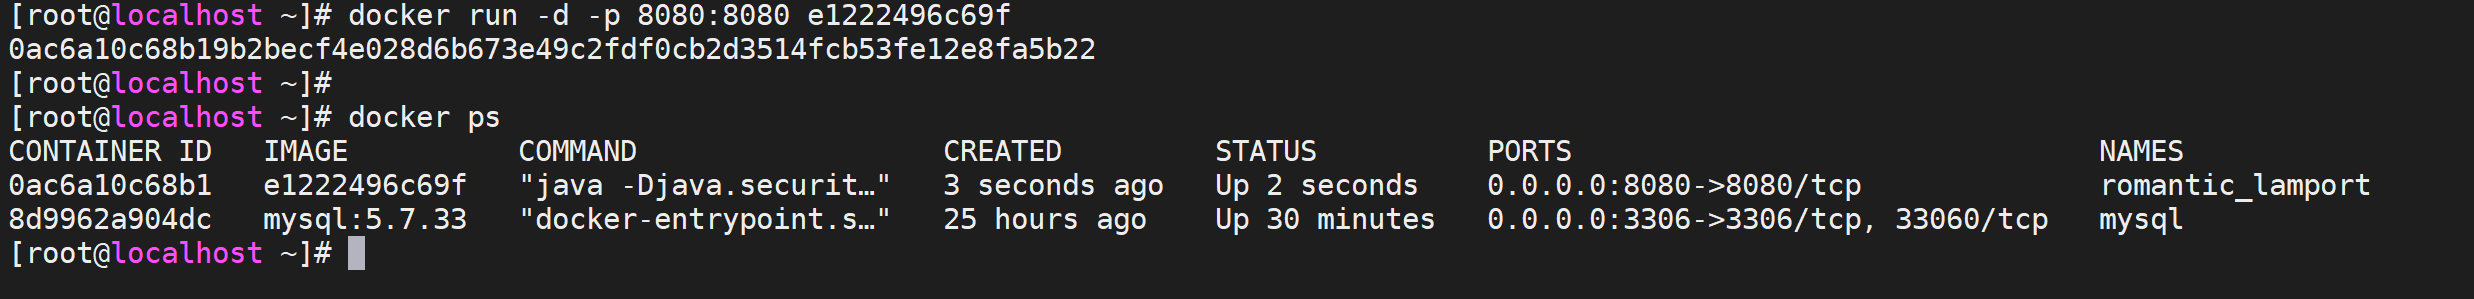 [root@localhost ~]# docker run -d -p 8080:8080 e1222496c69f
0ac6a10c68b19b2becf4e028d6b673e49c2fdf0cb2d3514fcb53fe12e8fa5b22
[root@localhost ~]#
[root@localhost ~]# docker ps
CONTAINER ID   IMAGE          COMMAND                  CREATED         STATUS          PORTS                               NAMES
0ac6a10c68b1   e1222496c69f   "java -Djava.securit…"   3 seconds ago   Up 2 seconds    0.0.0.0:8080->8080/tcp              romantic_lamport
8d9962a904dc   mysql:5.7.33   "docker-entrypoint.s…"   25 hours ago    Up 30 minutes   0.0.0.0:3306->3306/tcp, 33060/tcp   mysql
[root@localhost ~]#